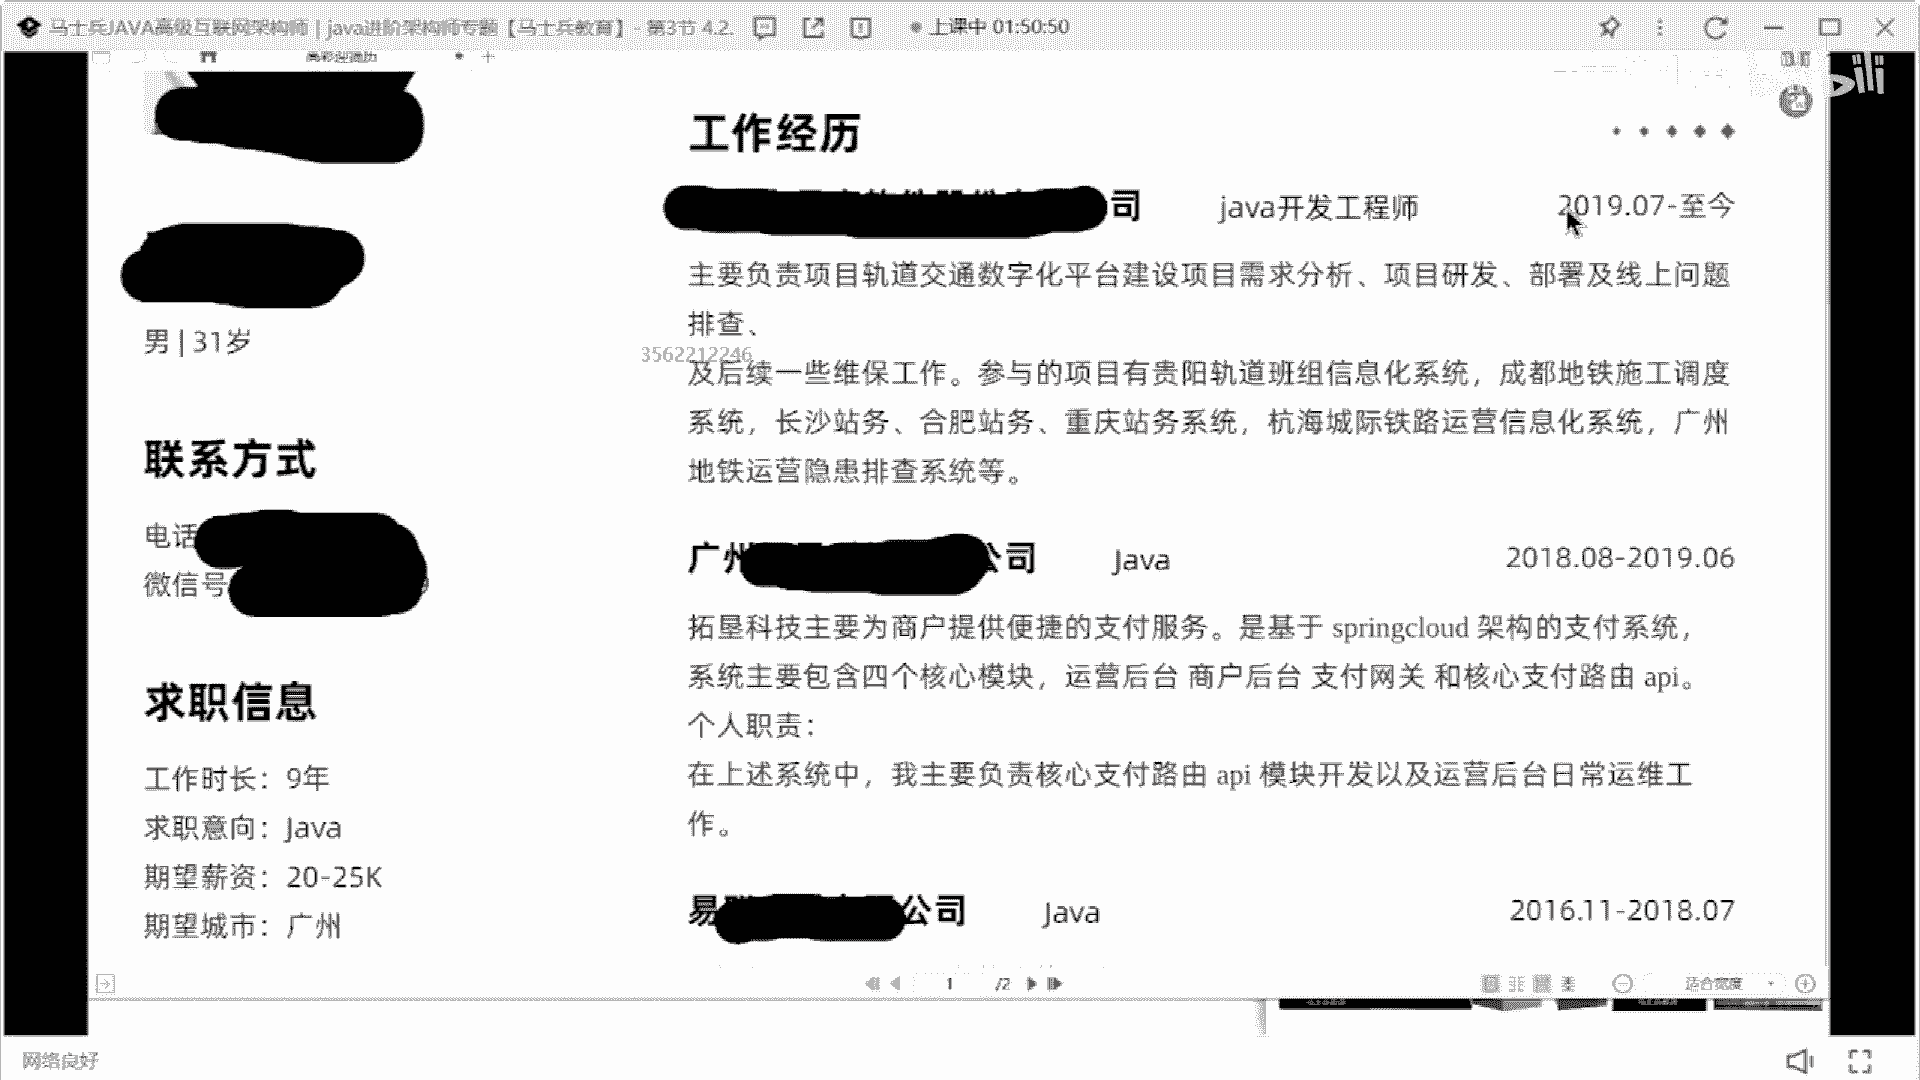 马士兵JAVA高级互联网架构师 | java进阶架构师专题【马士兵教育】 - 第3节 4.2.
上课中 01:50:50
工作经历
司 java开发工程师 2019.07-至今
主要负责项目轨道交通数字化平台建设项目需求分析、项目研发、部署及线上问题
排查、
3562212246
及后续一些维保工作。参与的项目有贵阳轨道班组信息化系统，成都地铁施工调度
系统，长沙站务、合肥站务、重庆站务系统，杭海城际铁路运营信息化系统，广州
地铁运营隐患排查系统等。
广州 公司 Java 2018.08-2019.06
拓垦科技主要为商户提供便捷的支付服务。是基于 springcloud 架构的支付系统，
系统主要包含四个核心模块，运营后台 商户后台 支付网关 和核心支付路由 api。
个人职责：
在上述系统中，我主要负责核心支付路由 api 模块开发以及运营后台日常运维工
作。
易 公司 Java 2016.11-2018.07
男 | 31岁
联系方式
电话
微信号
求职信息
工作时长：9年
求职意向：Java
期望薪资：20-25K
期望城市：广州
1 /2
适合宽度
网络良好